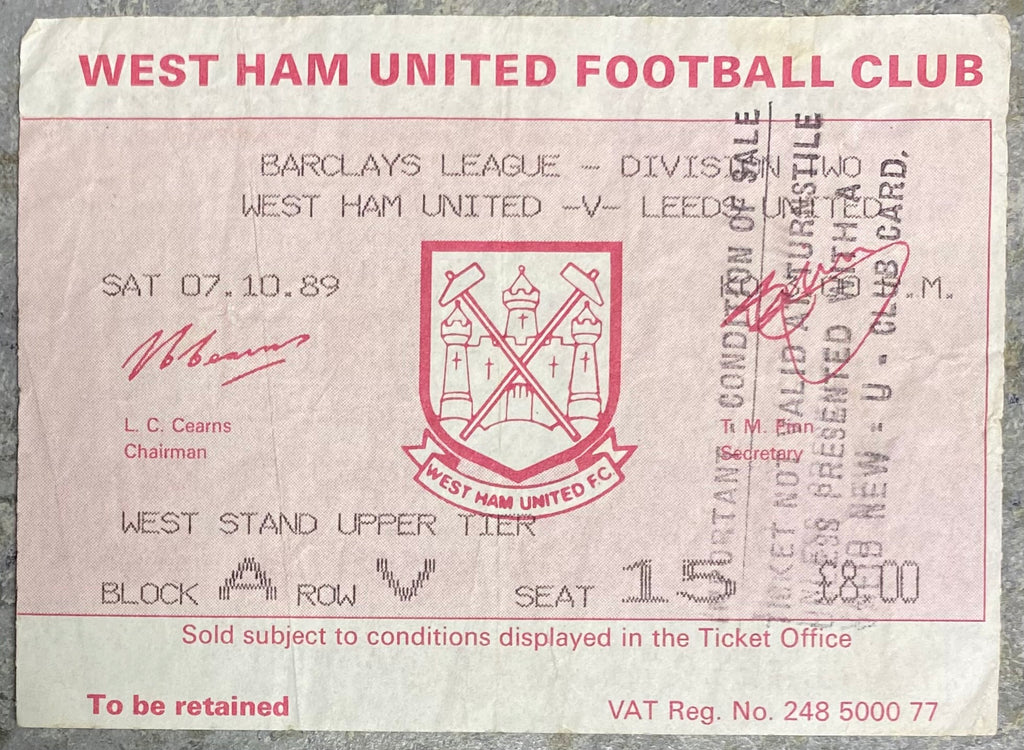 WEST HAM UNITED FOOTBALL CLUB
BARCLAYS LEAGUE - DIVISION TWO
WEST HAM UNITED -V- LEEDS UNITED
SAT 07.10.89
.M.
L. C. Cearns
Chairman
T. M. Finn
Secretary
WEST HAM UNITED F.C.
WEST STAND UPPER TIER
BLOCK A ROW V SEAT 15 £8.00
IMPORTANT - CONDITION OF SALE
TICKET NOT VALID AT TURNSTILE
UNLESS PRESENTED WITH A
NEW - U - CLUB CARD.
Sold subject to conditions displayed in the Ticket Office
To be retained
VAT Reg. No. 248 5000 77